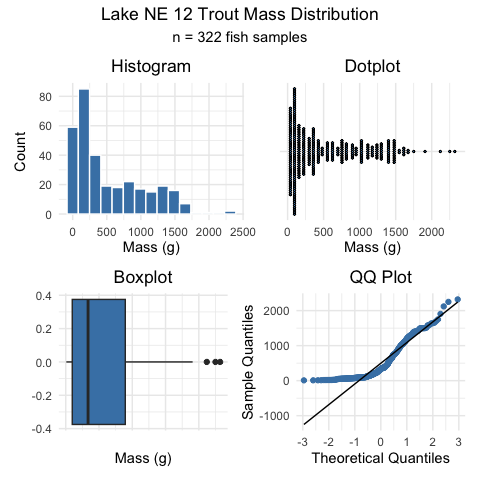 Lake NE 12 Trout Mass Distribution
n = 322 fish samples
Histogram
Count
80
60
40
20
0
0 500 1000 1500 2000 2500
Mass (g)
Dotplot
0 500 1000 1500 2000
Mass (g)
Boxplot
0.4
0.2
0.0
-0.2
-0.4
Mass (g)
QQ Plot
Sample Quantiles
2000
1000
0
-1000
-3 -2 -1 0 1 2 3
Theoretical Quantiles